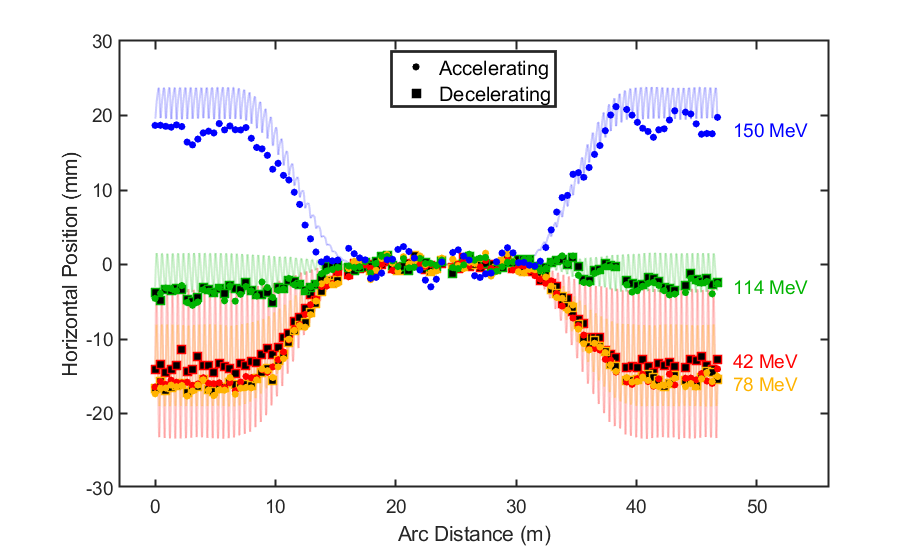 30
20
10
0
-10
-20
-30
Horizontal Position (mm)
Accelerating
Decelerating
150 MeV
114 MeV
42 MeV
78 MeV
0
10
20
30
40
50
Arc Distance (m)